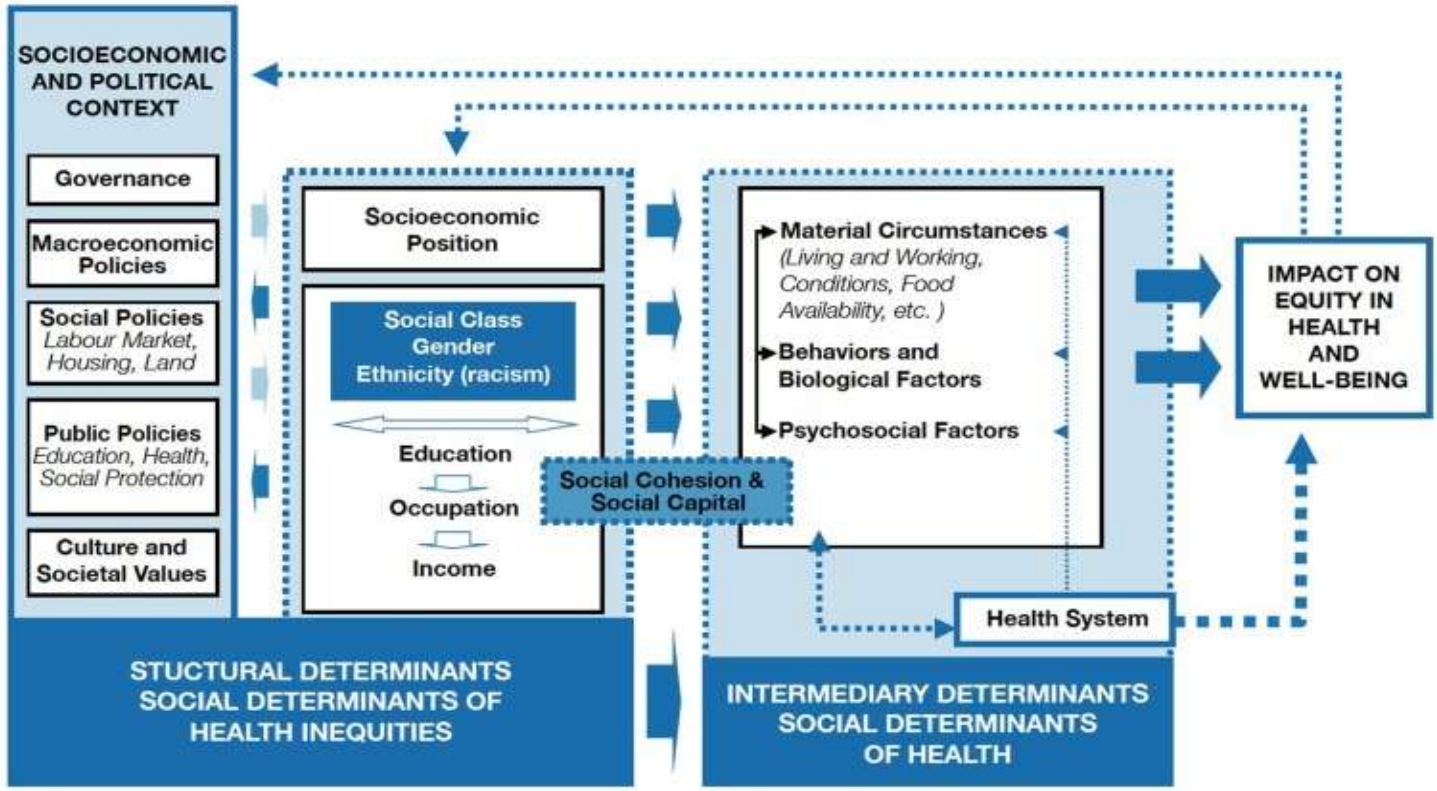 SOCIOECONOMIC
AND POLITICAL
CONTEXT
Governance
Macroeconomic
Policies
Social Policies
Labour Market,
Housing, Land
Public Policies
Education, Health,
Social Protection
Culture and
Societal Values
Socioeconomic
Position
Social Class
Gender
Ethnicity (racism)
Education
Occupation
Income
Social Cohesion &
Social Capital
Material Circumstances
(Living and Working,
Conditions, Food
Availability, etc. )
Behaviors and
Biological Factors
Psychosocial Factors
Health System
IMPACT ON
EQUITY IN
HEALTH
AND
WELL-BEING
STUCTURAL DETERMINANTS
SOCIAL DETERMINANTS OF
HEALTH INEQUITIES
INTERMEDIARY DETERMINANTS
SOCIAL DETERMINANTS
OF HEALTH